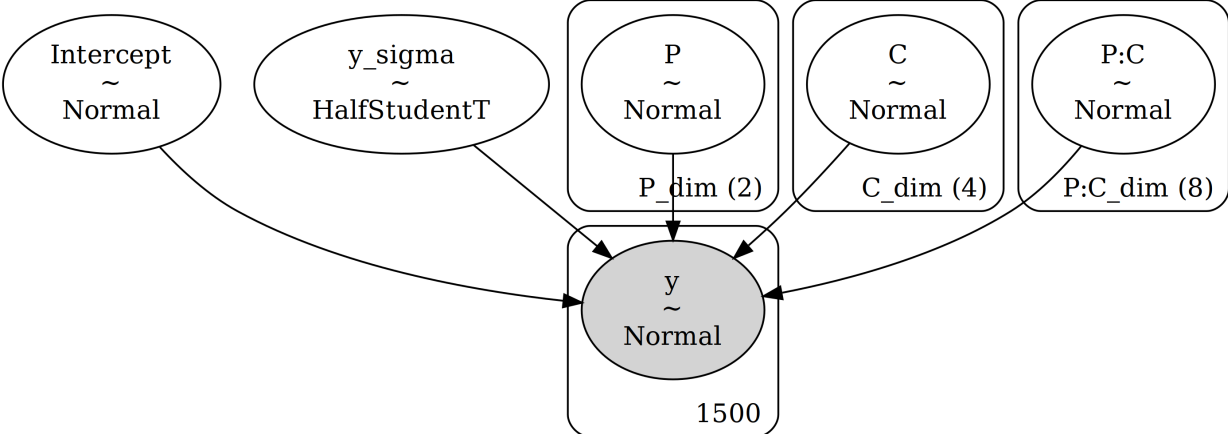 Intercept
~
Normal
y_sigma
~
HalfStudentT
P
~
Normal
P_dim (2)
C
~
Normal
C_dim (4)
P:C
~
Normal
P:C_dim (8)
y
~
Normal
1500